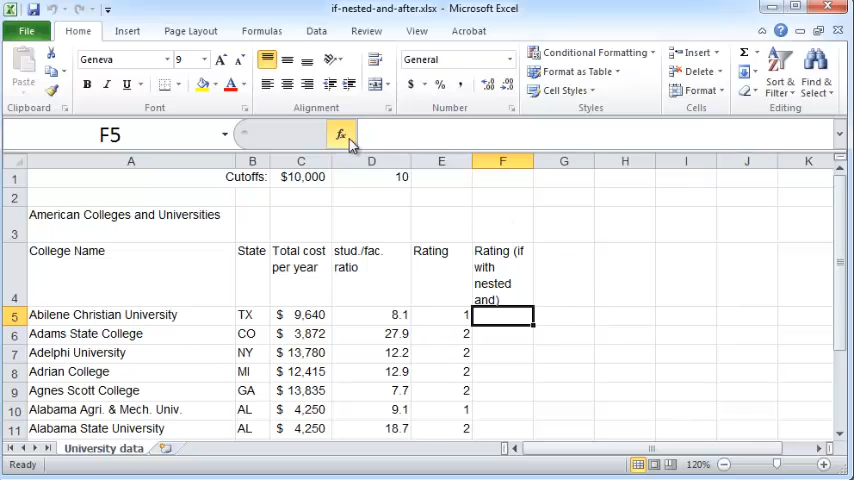 if-nested-and-after.xlsx - Microsoft Excel
File Home Insert Page Layout Formulas Data Review View Acrobat
Paste
Geneva 9
General
B I U
$ % ,
Conditional Formatting
Format as Table
Cell Styles
Insert
Delete
Format
Σ
Sort & Filter
Find & Select
Clipboard Font Alignment Number Styles Cells Editing
F5 fx
A B C D E F G H I J K
1 Cutoffs: $10,000 10
2
3 American Colleges and Universities
4 College Name State Total cost per year stud./fac. ratio Rating Rating (if with nested and)
5 Abilene Christian University TX $ 9,640 8.1 1
6 Adams State College CO $ 3,872 27.9 2
7 Adelphi University NY $ 13,780 12.2 2
8 Adrian College MI $ 12,415 12.9 2
9 Agnes Scott College GA $ 13,835 7.7 2
10 Alabama Agri. & Mech. Univ. AL $ 4,250 9.1 1
11 Alabama State University AL $ 4,250 18.7 2
University data
Ready 120%